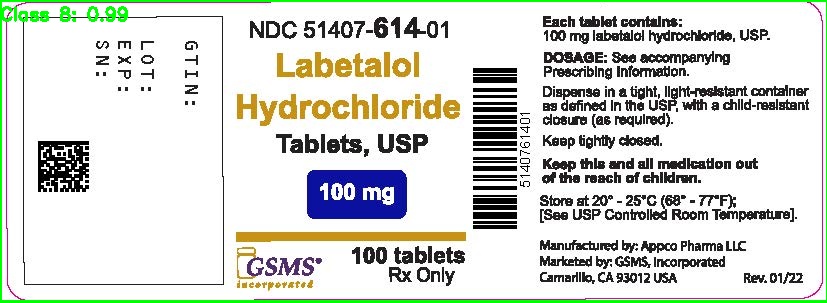 Class 8: 0.99
GTIN:
LOT:
EXP:
SN:
NDC 51407-614-01
Labetalol
Hydrochloride
Tablets, USP
100 mg
GSMS®
incorporated
100 tablets
Rx Only
5140761401
Each tablet contains:
100 mg labetalol hydrochloride, USP.
DOSAGE: See accompanying
Prescribing Information.
Dispense in a tight, light-resistant container
as defined in the USP, with a child-resistant
closure (as required).
Keep tightly closed.
Keep this and all medication out
of the reach of children.
Store at 20° - 25°C (68° - 77°F);
[See USP Controlled Room Temperature].
Manufactured by: Appco Pharma LLC
Marketed by: GSMS, Incorporated
Camarillo, CA 93012 USA
Rev. 01/22